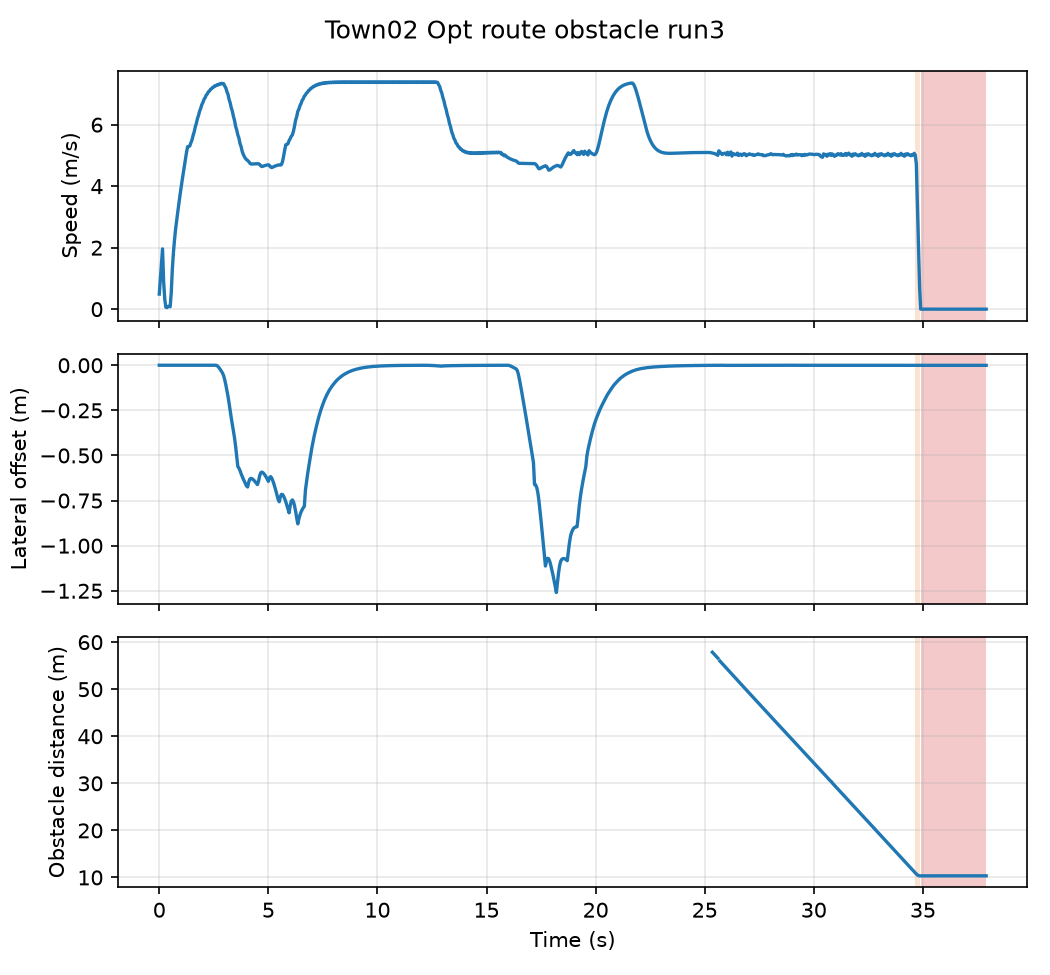 Town02 Opt route obstacle run3
Speed (m/s)
6
4
2
0
Lateral offset (m)
0.00
−0.25
−0.50
−0.75
−1.00
−1.25
Obstacle distance (m)
60
50
40
30
20
10
0 5 10 15 20 25 30 35
Time (s)